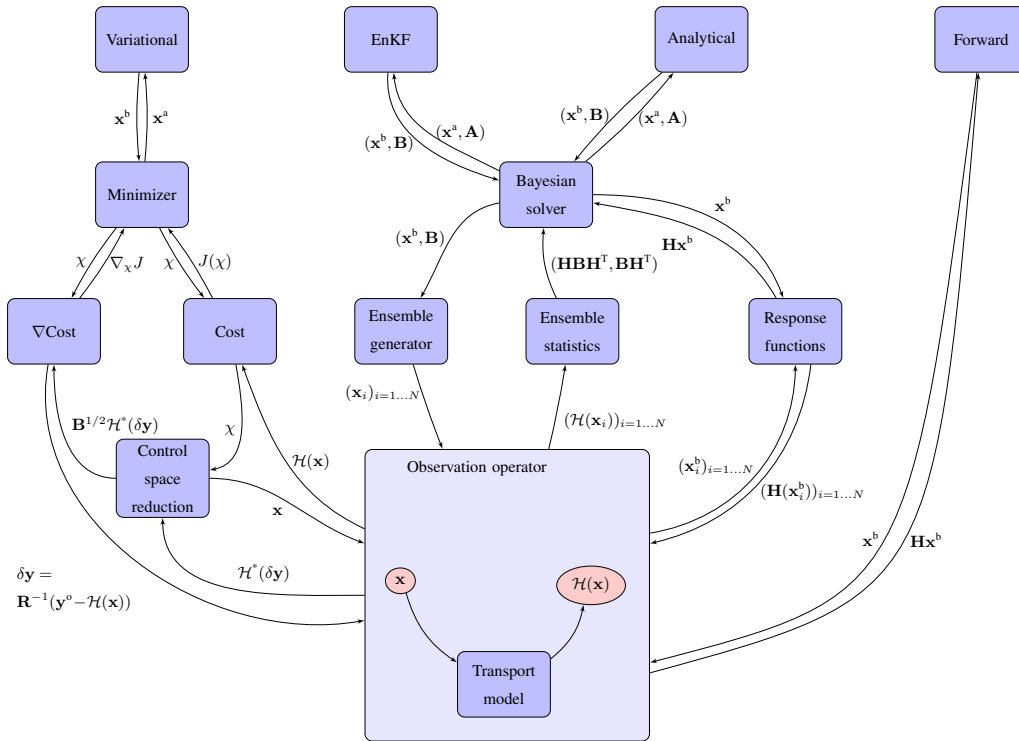 Variational
EnKF
Analytical
Forward
x^b
x^a
(x^b, B)
(x^a, A)
(x^b, B)
(x^a, A)
Minimizer
Bayesian
solver
x^b
Hx^b
χ
∇_χ J
χ
J(χ)
(x^b, B)
(HBH^T, BH^T)
∇Cost
Cost
Ensemble
generator
Ensemble
statistics
Response
functions
(x_i)_{i=1…N}
(ℋ(x_i))_{i=1…N}
B^{1/2}ℋ^*(δy)
χ
Control
space
reduction
ℋ(x)
Observation operator
(x_i^b)_{i=1…N}
(H(x_i^b))_{i=1…N}
x
x^b
Hx^b
ℋ^*(δy)
x
ℋ(x)
δy =
R^{−1}(y^o−ℋ(x))
Transport
model